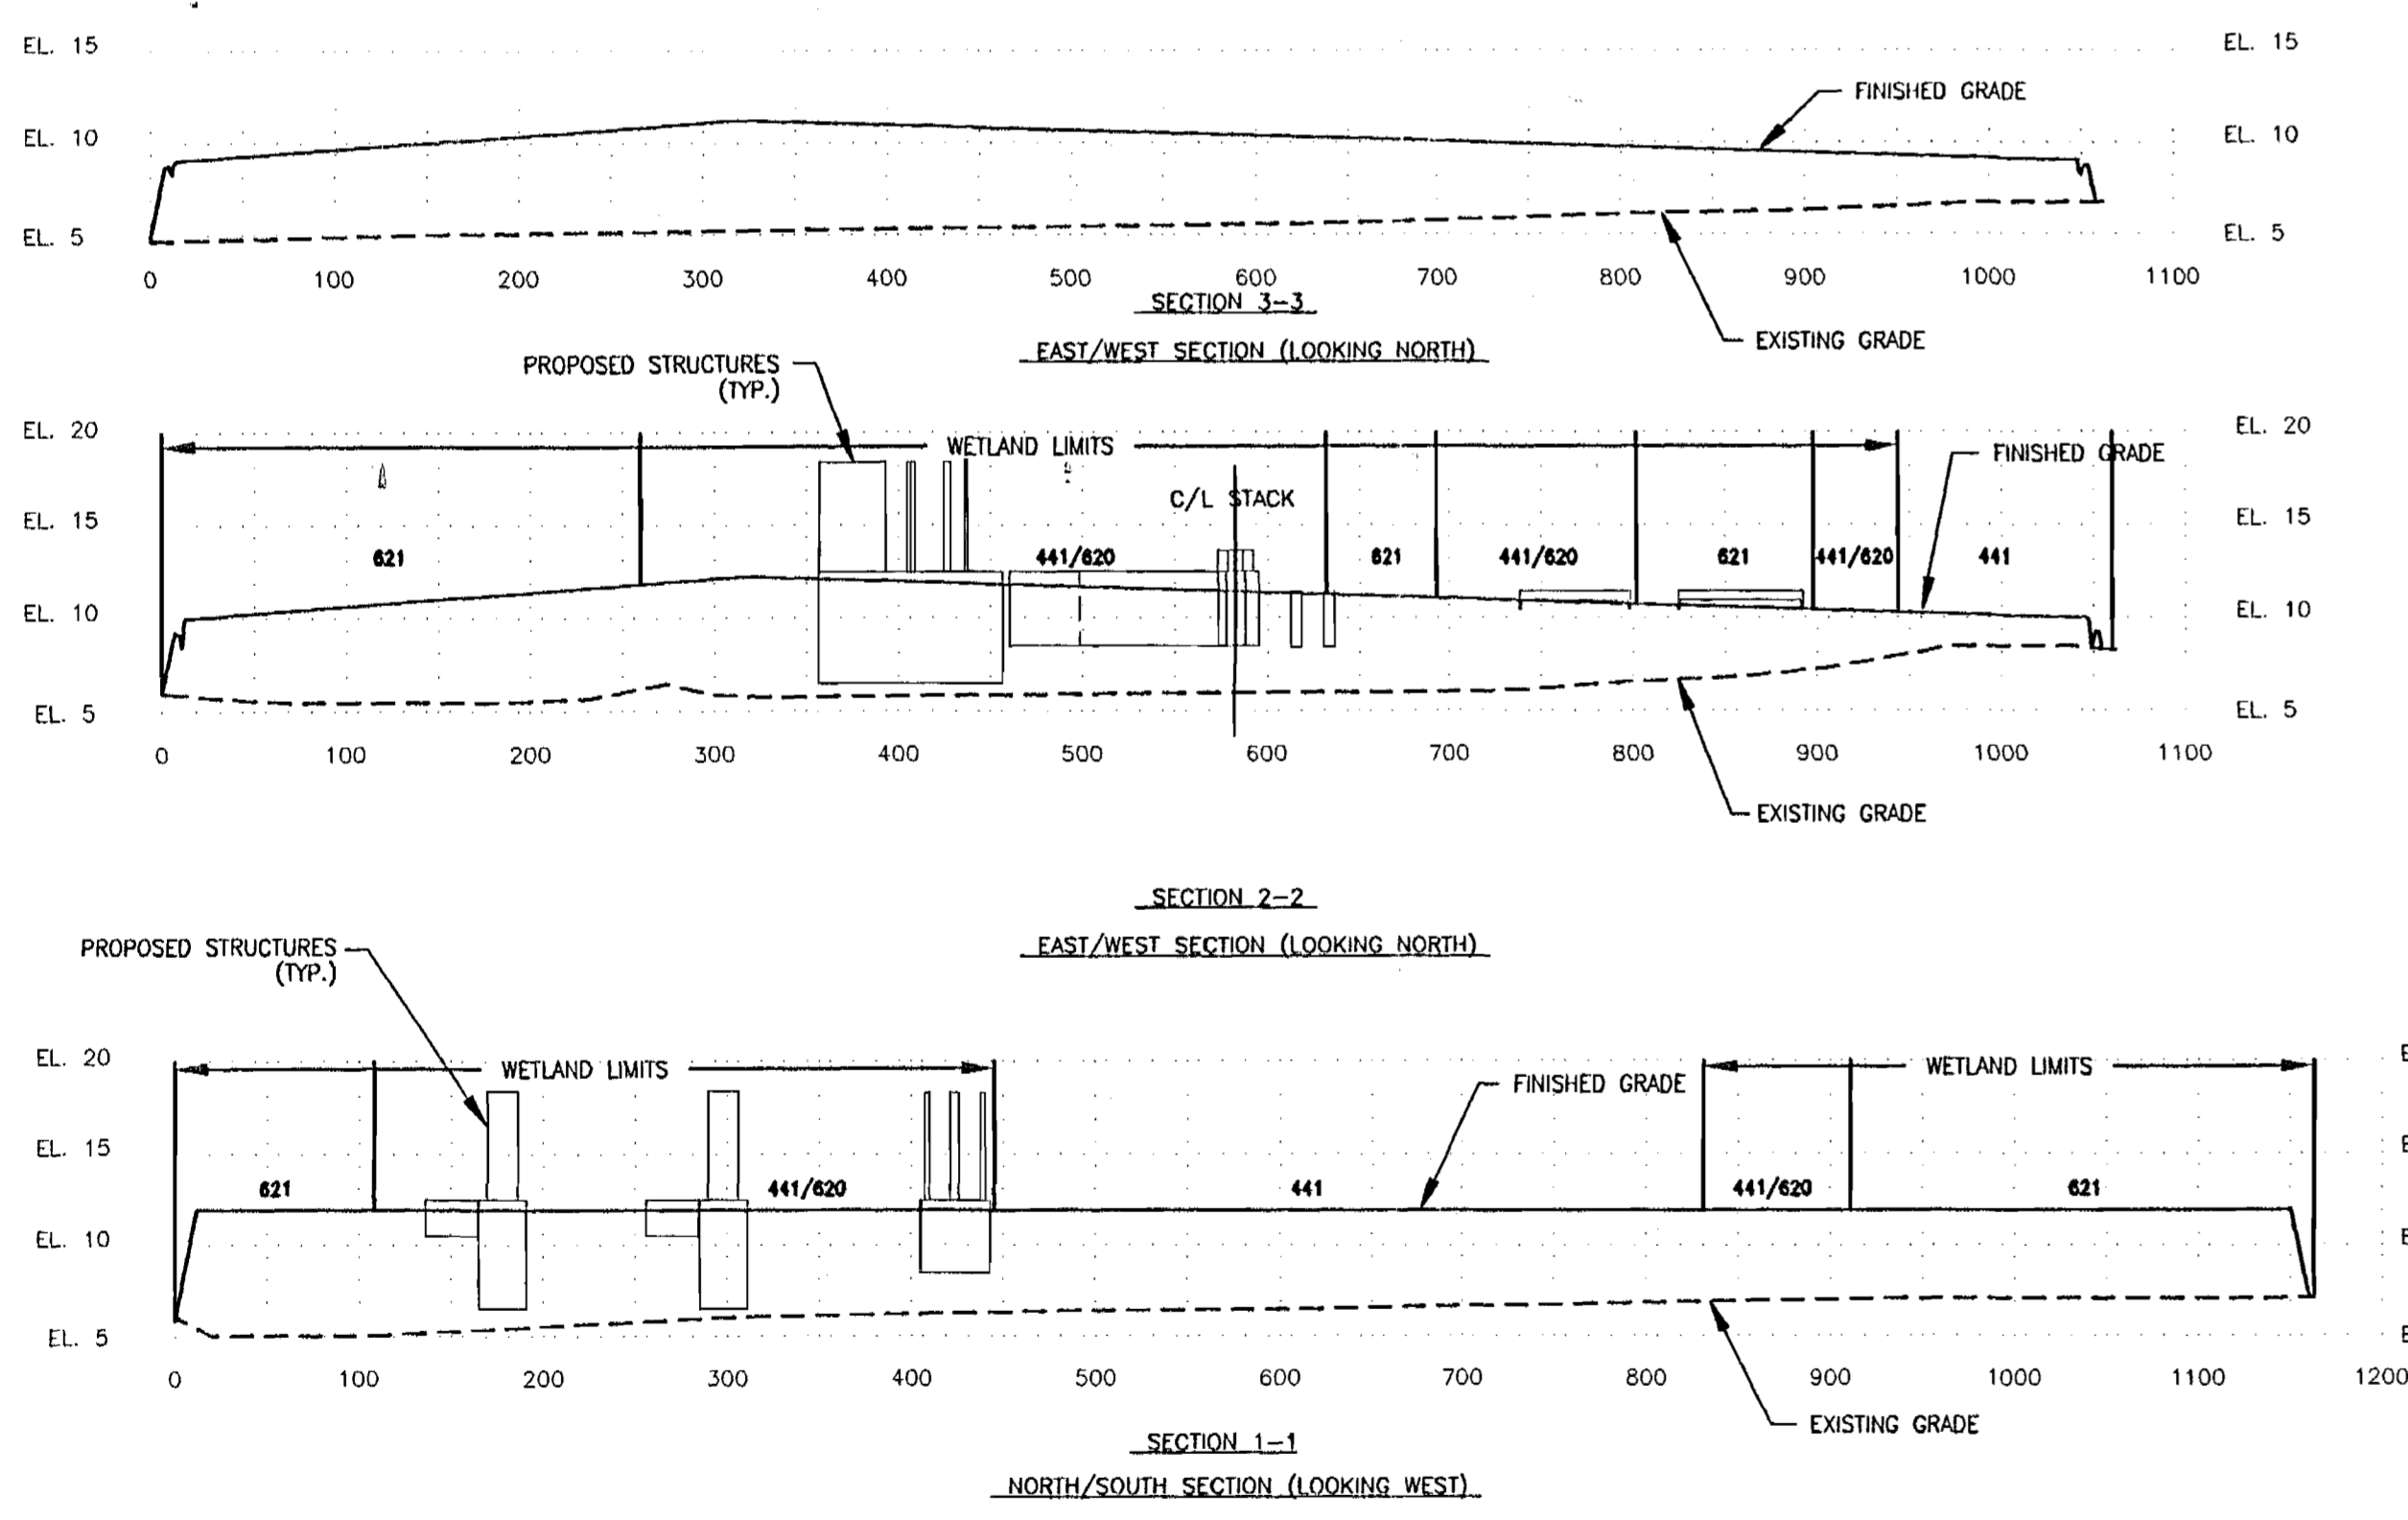 EL. 15 EL. 15
FINISHED GRADE
EL. 10 EL. 10
EL. 5 EL. 5
0 100 200 300 400 500 600 700 800 900 1000 1100
SECTION 3-3
EXISTING GRADE
EAST/WEST SECTION (LOOKING NORTH)
PROPOSED STRUCTURES
(TYP.)
EL. 20 EL. 20
WETLAND LIMITS FINISHED GRADE
C/L STACK
EL. 15 EL. 15
621 441/620 621 441/620 621 441/620 441
EL. 10 EL. 10
EL. 5 EL. 5
0 100 200 300 400 500 600 700 800 900 1000 1100
EXISTING GRADE
SECTION 2-2
EAST/WEST SECTION (LOOKING NORTH)
PROPOSED STRUCTURES
(TYP.)
EL. 20 E
WETLAND LIMITS WETLAND LIMITS
FINISHED GRADE
EL. 15 E
621 441/620 441 441/620 621
EL. 10 E
EL. 5 E
0 100 200 300 400 500 600 700 800 900 1000 1100 1200
EXISTING GRADE
SECTION 1-1
NORTH/SOUTH SECTION (LOOKING WEST)